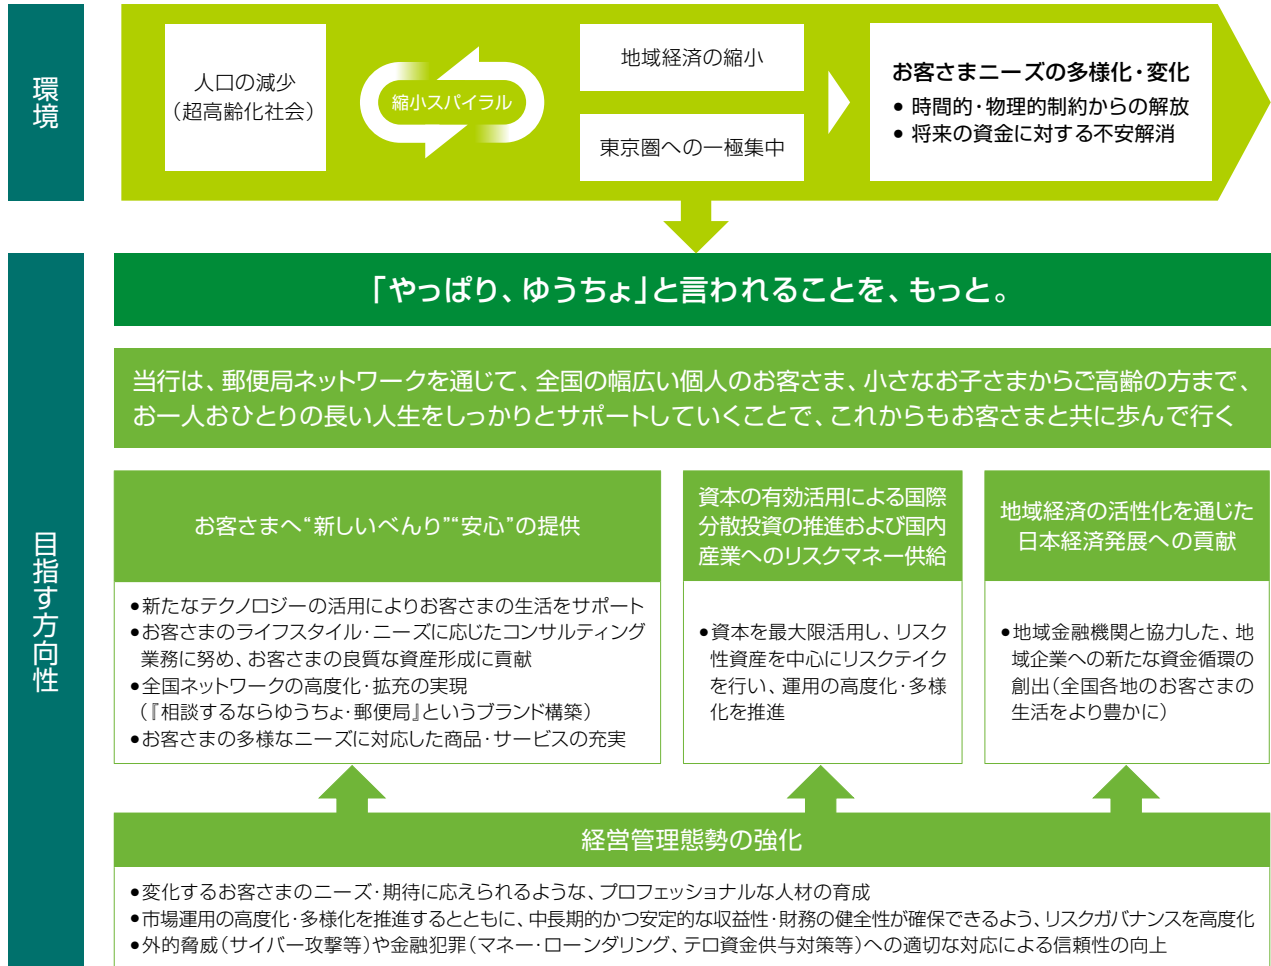 環境
人口の減少
（超高齢化社会）
縮小スパイラル
地域経済の縮小
東京圏への一極集中
お客さまニーズの多様化・変化
● 時間的・物理的制約からの解放
● 将来の資金に対する不安解消
目指す方向性
「やっぱり、ゆうちょ」と言われることを、もっと。
当行は、郵便局ネットワークを通じて、全国の幅広い個人のお客さま、小さなお子さまからご高齢の方まで、
お一人おひとりの長い人生をしっかりとサポートしていくことで、これからもお客さまと共に歩んで行く
お客さまへ“新しいべんり”“安心”の提供
●新たなテクノロジーの活用によりお客さまの生活をサポート
●お客さまのライフスタイル・ニーズに応じたコンサルティング
業務に努め、お客さまの良質な資産形成に貢献
●全国ネットワークの高度化・拡充の実現
（『相談するならゆうちょ・郵便局』というブランド構築）
●お客さまの多様なニーズに対応した商品・サービスの充実
資本の有効活用による国際
分散投資の推進および国内
産業へのリスクマネー供給
●資本を最大限活用し、リスク
性資産を中心にリスクテイク
を行い、運用の高度化・多様
化を推進
地域経済の活性化を通じた
日本経済発展への貢献
●地域金融機関と協力した、地
域企業への新たな資金循環の
創出（全国各地のお客さまの
生活をより豊かに）
経営管理態勢の強化
●変化するお客さまのニーズ・期待に応えられるような、プロフェッショナルな人材の育成
●市場運用の高度化・多様化を推進するとともに、中長期的かつ安定的な収益性・財務の健全性が確保できるよう、リスクガバナンスを高度化
●外的脅威（サイバー攻撃等）や金融犯罪（マネー・ローンダリング、テロ資金供与対策等）への適切な対応による信頼性の向上